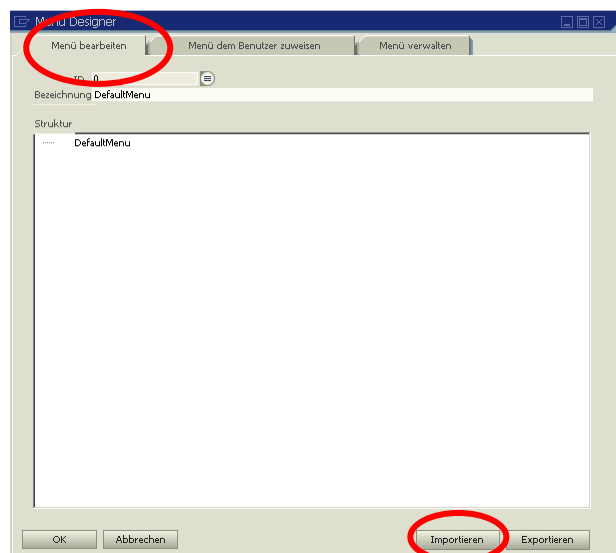 Menü Designer
Menü bearbeiten Menü dem Benutzer zuweisen Menü verwalten
ID 0
Bezeichnung DefaultMenu
Struktur
DefaultMenu
OK Abbrechen Importieren Exportieren